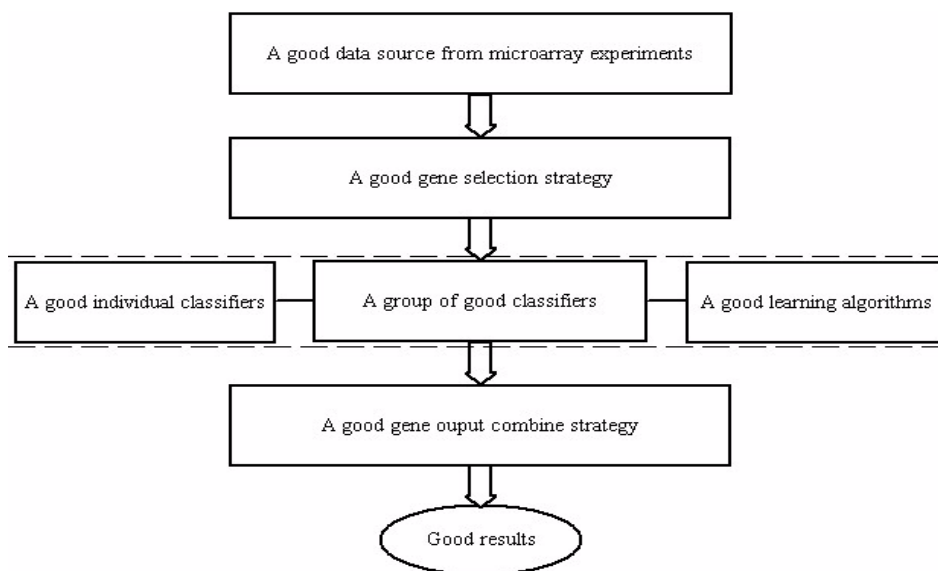 A good data source from microarray experiments
A good gene selection strategy
A good individual classifiers
A group of good classifiers
A good learning algorithms
A good gene ouput combine strategy
Good results